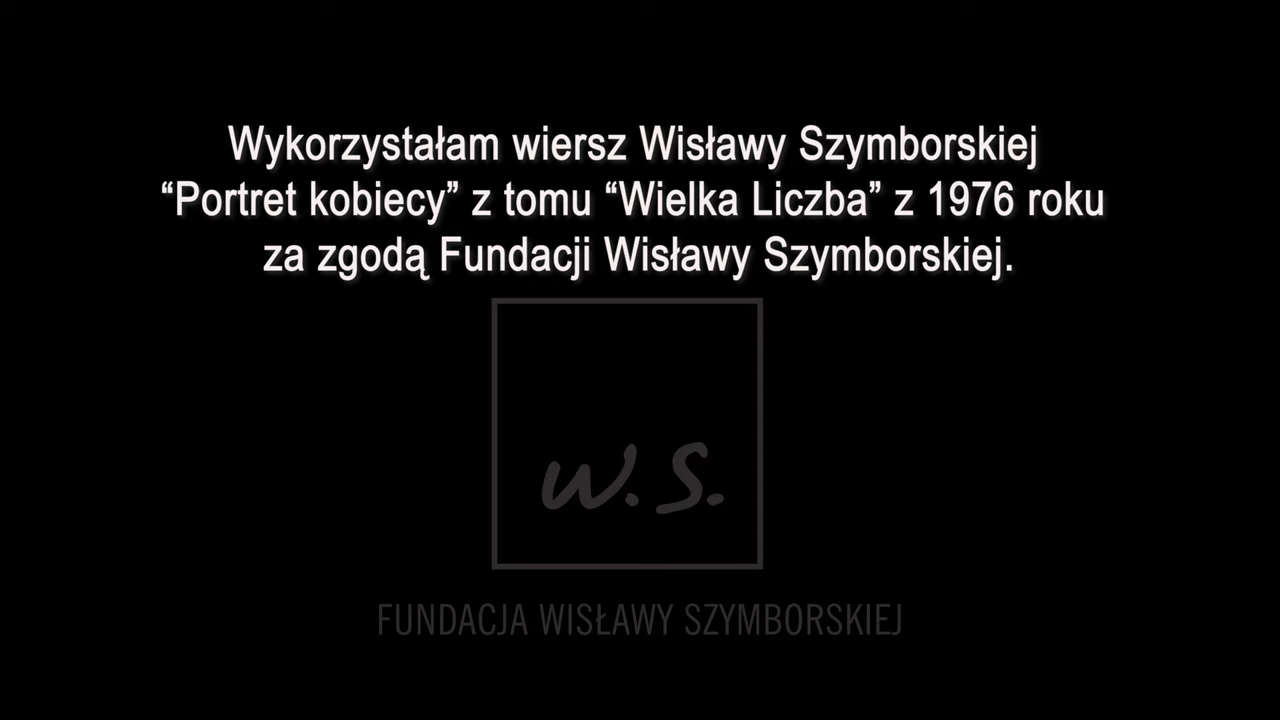 Wykorzystałam wiersz Wisławy Szymborskiej
“Portret kobiecy” z tomu “Wielka Liczba” z 1976 roku
za zgodą Fundacji Wisławy Szymborskiej.
w. s.
FUNDACJA WISŁAWY SZYMBORSKIEJ